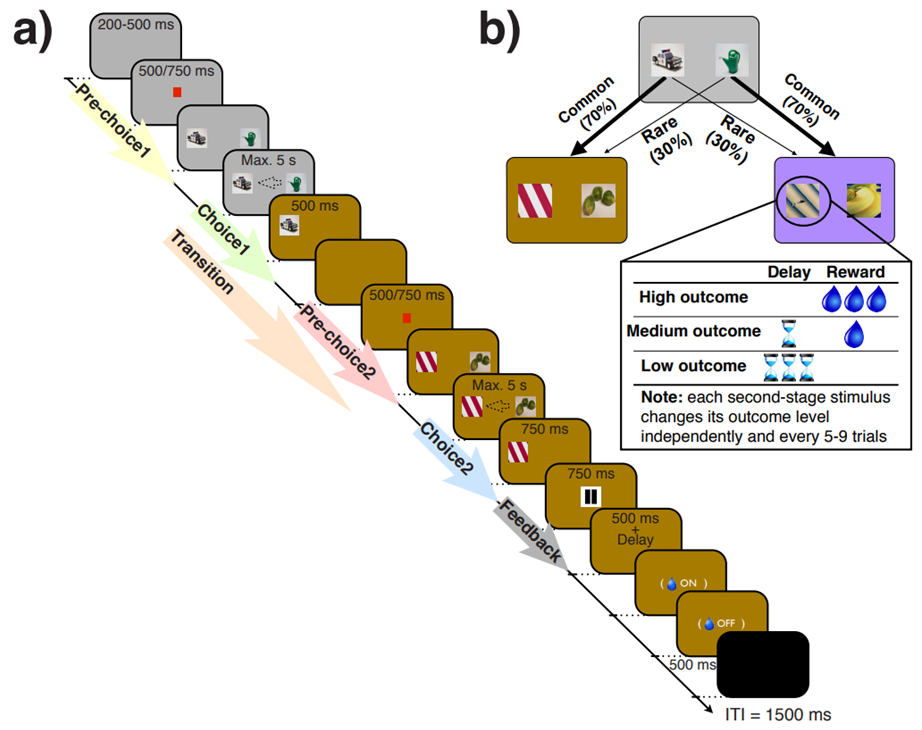 a)
200-500 ms
500/750 ms
Max. 5 s
500 ms
500/750 ms
Max. 5 s
750 ms
750 ms
500 ms
+
Delay
( ON )
( OFF )
500 ms
ITI = 1500 ms
Pre-choice1
Choice1
Transition
Pre-choice2
Choice2
Feedback
b)
Common
(70%)
Rare
(30%)
Rare
(30%)
Common
(70%)
Delay Reward
High outcome
Medium outcome
Low outcome
Note: each second-stage stimulus
changes its outcome level
independently and every 5-9 trials